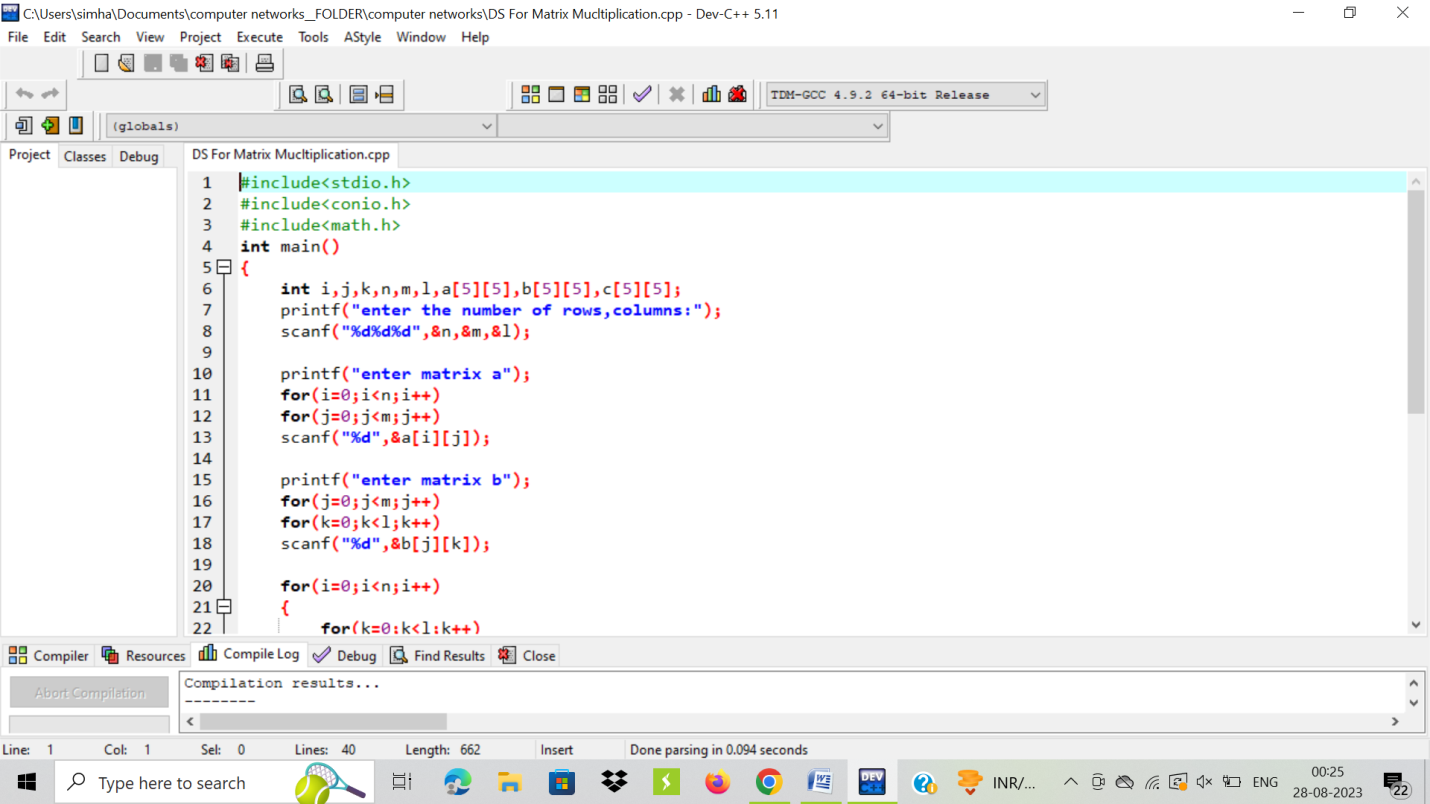 C:\Users\simha\Documents\computer networks_FOLDER\computer networks\DS For Matrix Mucltiplication.cpp - Dev-C++ 5.11
File Edit Search View Project Execute Tools AStyle Window Help
TDM-GCC 4.9.2 64-bit Release
(globals)
Project Classes Debug DS For Matrix Mucltiplication.cpp
1 #include<stdio.h>
2 #include<conio.h>
3 #include<math.h>
4 int main()
5 {
6 int i,j,k,n,m,l,a[5][5],b[5][5],c[5][5];
7 printf("enter the number of rows,columns:");
8 scanf("%d%d%d",&n,&m,&l);
9
10 printf("enter matrix a");
11 for(i=0;i<n;i++)
12 for(j=0;j<m;j++)
13 scanf("%d",&a[i][j]);
14
15 printf("enter matrix b");
16 for(j=0;j<m;j++)
17 for(k=0;k<l;k++)
18 scanf("%d",&b[j][k]);
19
20 for(i=0;i<n;i++)
21 {
22 for(k=0;k<l;k++)
Compiler Resources Compile Log Debug Find Results Close
Abort Compilation
Compilation results...
--------
Line: 1 Col: 1 Sel: 0 Lines: 40 Length: 662 Insert Done parsing in 0.094 seconds
Type here to search
DEV C++
INR/...
ENG
00:25
28-08-2023
22